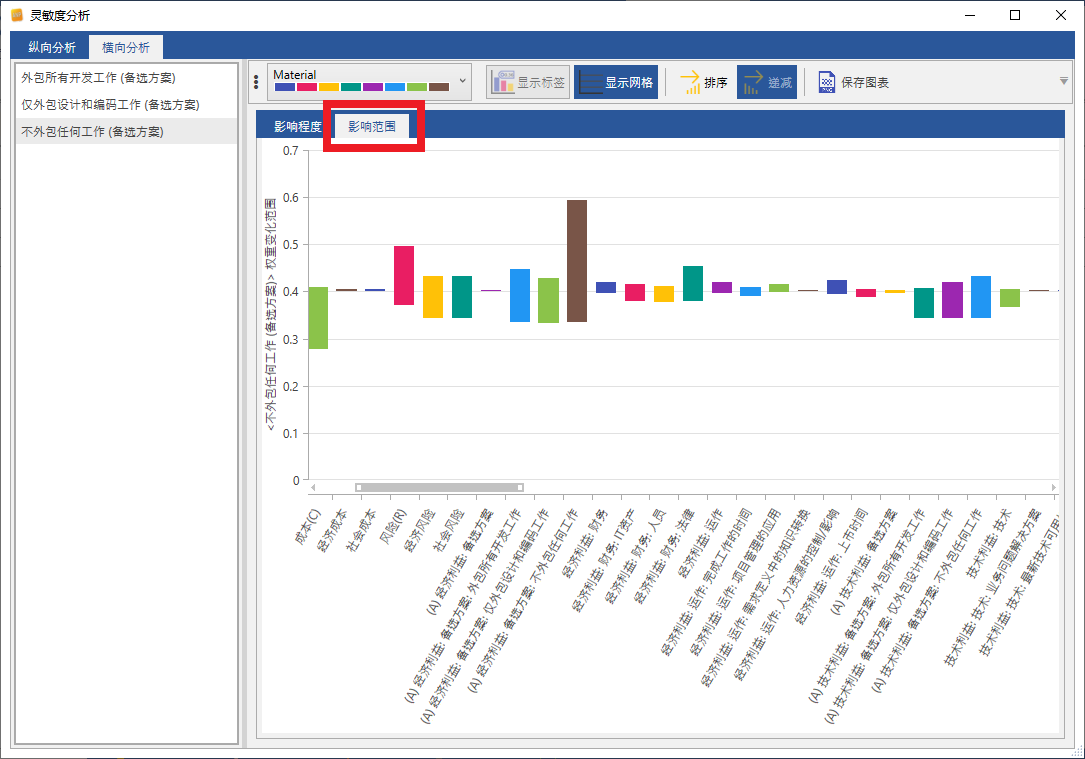 灵敏度分析
纵向分析
横向分析
外包所有开发工作 (备选方案)
仅外包设计和编码工作 (备选方案)
不外包任何工作 (备选方案)
Material
显示标签
显示网格
排序
递减
保存图表
影响程度
影响范围
<不外包任何工作 (备选方案)> 权重变化范围
0.7
0.6
0.5
0.4
0.3
0.2
0.1
0
成本(C)
经济成本
社会成本
风险(R)
经济风险
社会风险
(A) 经济利益: 备选方案
(A) 经济利益: 备选方案: 外包所有开发工作
(A) 经济利益: 备选方案: 仅外包设计和编码工作
(A) 经济利益: 备选方案: 不外包任何工作
经济利益: 财务
经济利益: 财务: IT资产
经济利益: 财务: 人员
经济利益: 财务: 法律
经济利益: 运作
经济利益: 运作: 完成工作的时间
经济利益: 运作: 项目管理的应用
经济利益: 运作: 需求定义中的知识转换
经济利益: 运作: 人力资源的控制/影响
经济利益: 运作: 上市时间
(A) 技术利益: 备选方案
(A) 技术利益: 备选方案: 外包所有开发工作
(A) 技术利益: 备选方案: 仅外包设计和编码工作
(A) 技术利益: 备选方案: 不外包任何工作
技术利益: 技术
技术利益: 技术: 业务问题解决方案
技术利益: 技术: 最新技术可用